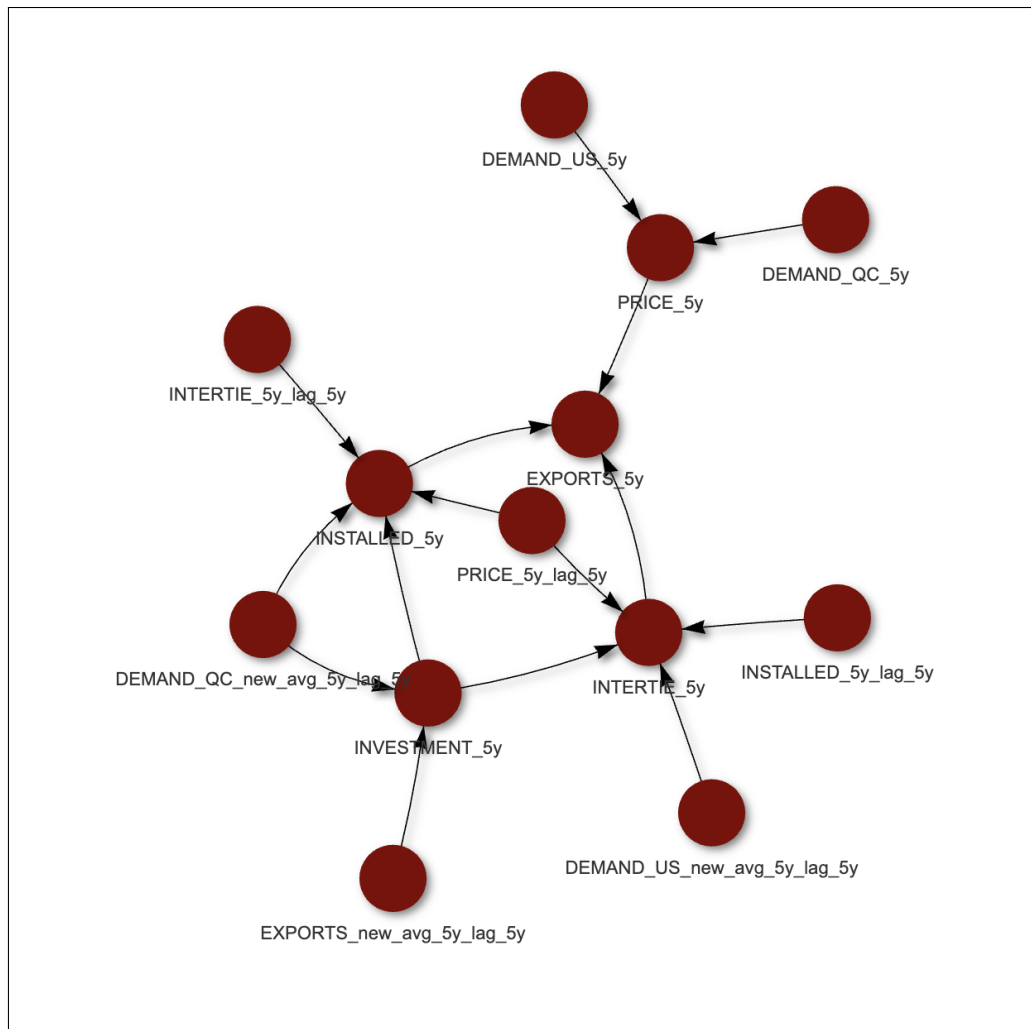 DEMAND_US_5y
DEMAND_QC_5y
PRICE_5y
INTERTIE_5y_lag_5y
EXPORTS_5y
INSTALLED_5y
PRICE_5y_lag_5y
DEMAND_QC_new_avg_5y_lag_5y
INSTALLED_5y_lag_5y
INTERTIE_5y
INVESTMENT_5y
DEMAND_US_new_avg_5y_lag_5y
EXPORTS_new_avg_5y_lag_5y